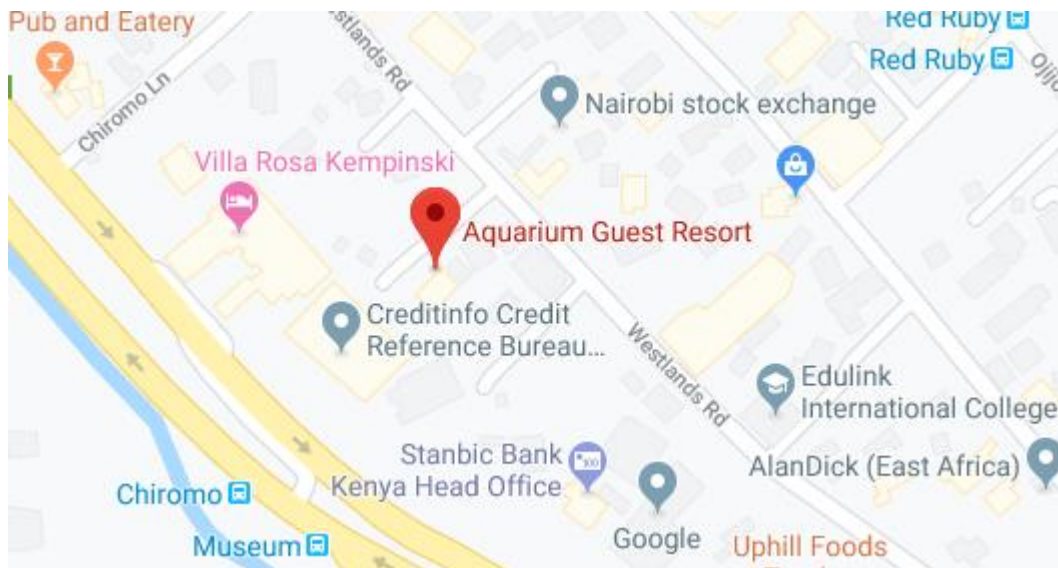 Pub and Eatery
Red Ruby
Red Ruby
Chiromo Ln
Westlands Rd
Nairobi stock exchange
Villa Rosa Kempinski
Aquarium Guest Resort
Creditinfo Credit
Reference Bureau...
Westlands Rd
Edulink
International College
Stanbic Bank
Kenya Head Office
AlanDick (East Africa)
Chiromo
Google
Museum
Uphill Foods